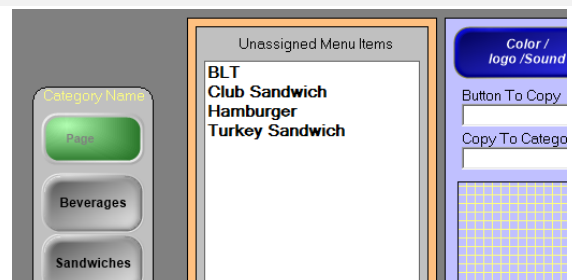 Category Name
Page
Beverages
Sandwiches
Unassigned Menu Items
BLT
Club Sandwich
Hamburger
Turkey Sandwich
Color /
logo /Sound
Button To Copy
Copy To Catego